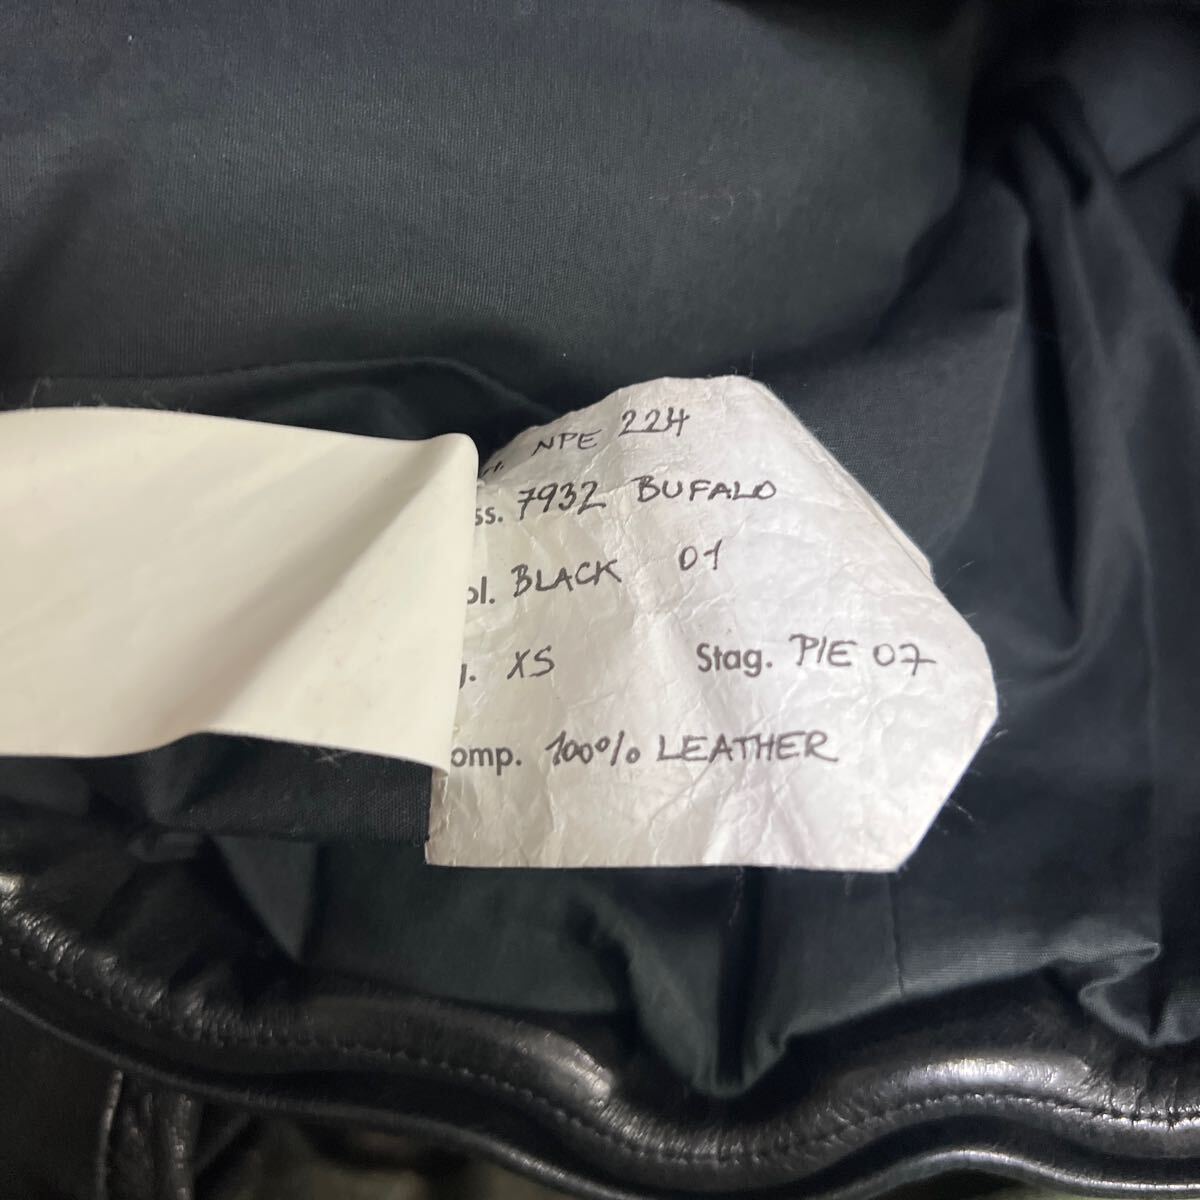 NPE 224
ss. 7932 BUFALO
ol. BLACK 01
. XS Stag. P/E 07
omp. 100% LEATHER